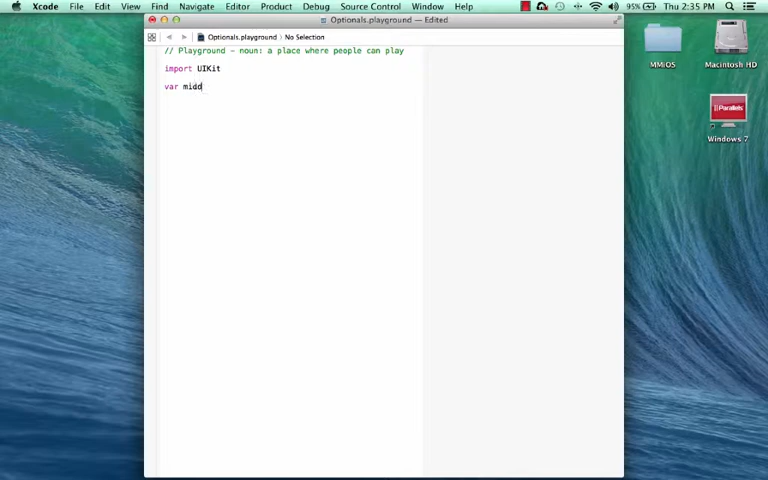 Xcode File Edit View Find Navigate Editor Product Debug Source Control Window Help 95% Thu 2:35 PM
Optionals.playground — Edited
Optionals.playground › No Selection
// Playground - noun: a place where people can play
import UIKit
var midd
MMiOS
Macintosh HD
Parallels
Windows 7